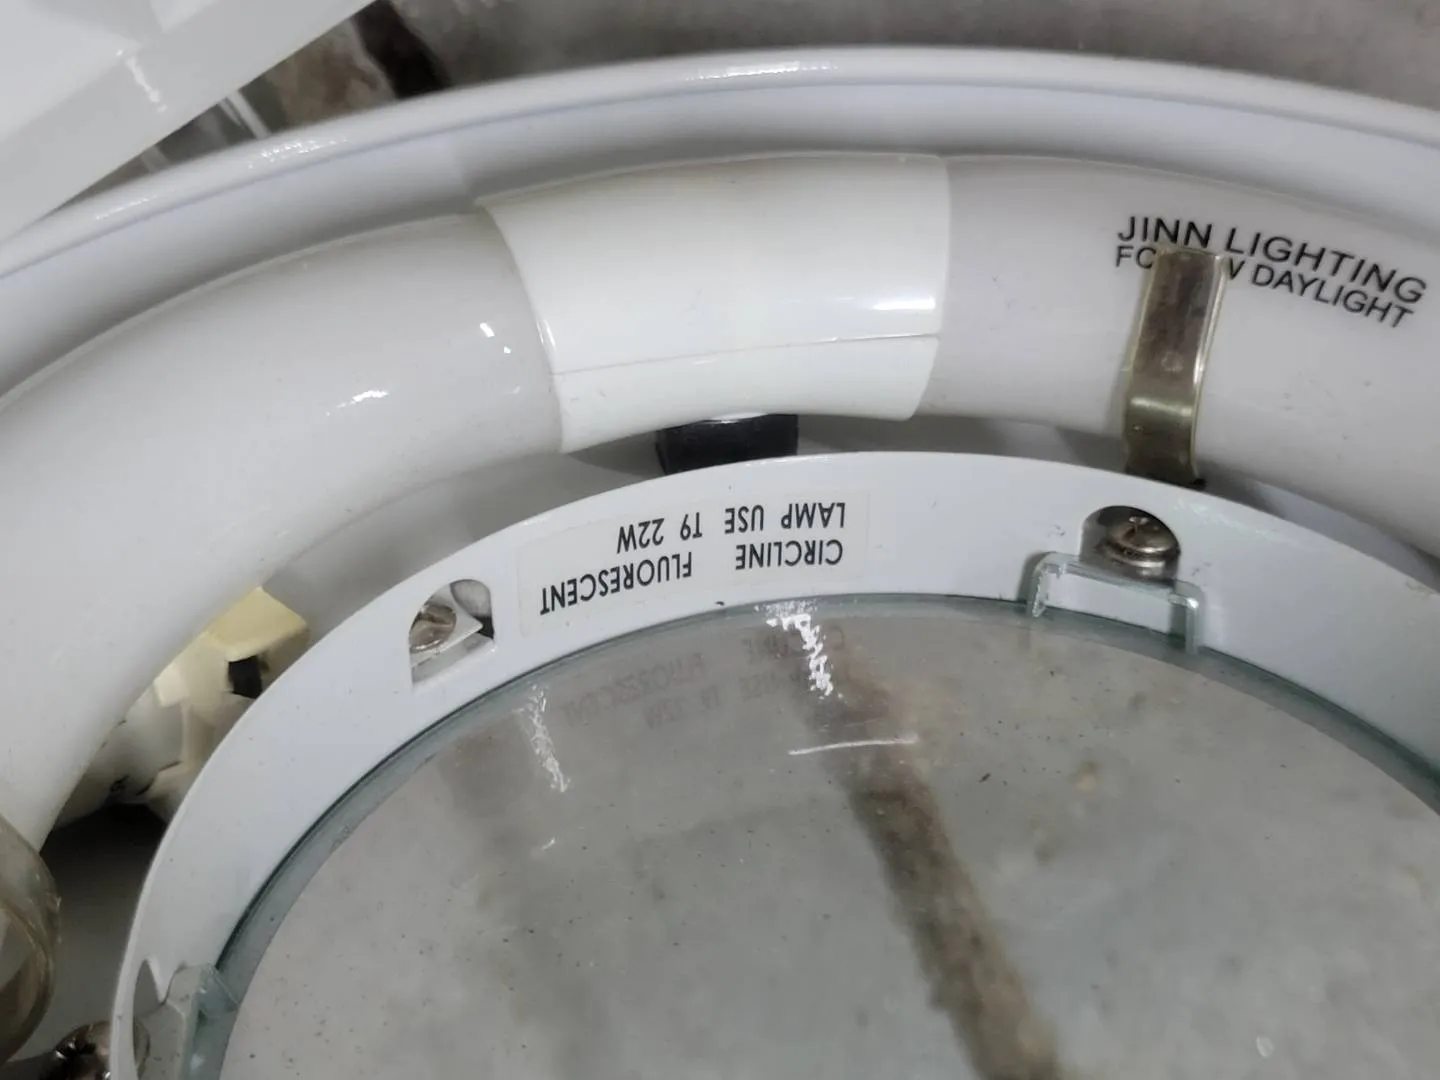 JINN LIGHTING
DAYLIGHT
CIRCLINE FLUORESCENT
LAMP USE T9 22W